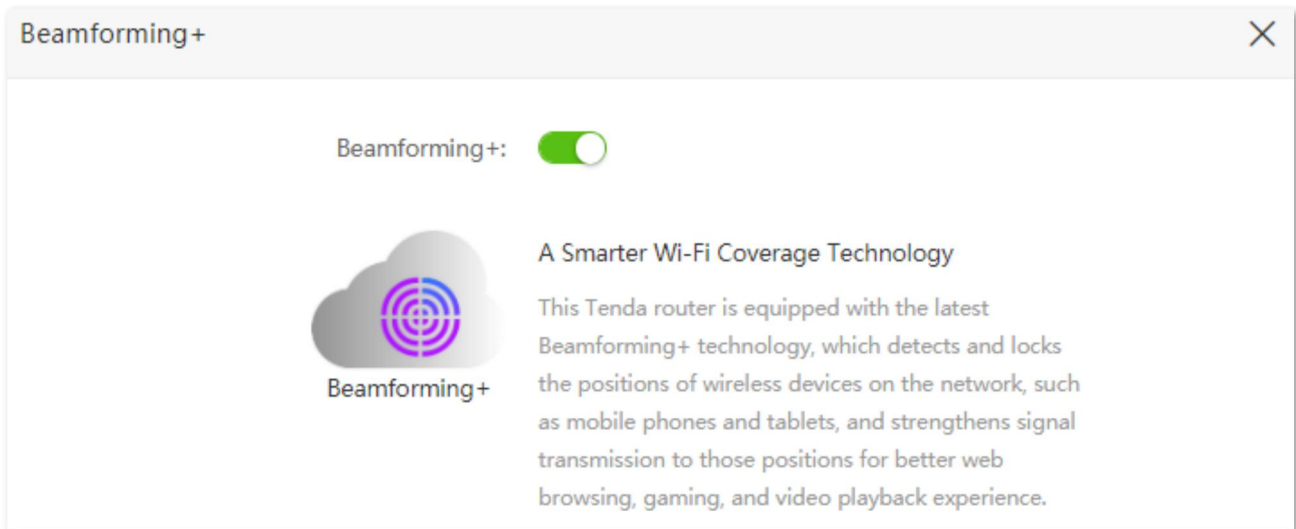 Beamforming+
Beamforming+:
A Smarter Wi-Fi Coverage Technology
This Tenda router is equipped with the latest
Beamforming+ technology, which detects and locks
the positions of wireless devices on the network, such
as mobile phones and tablets, and strengthens signal
transmission to those positions for better web
browsing, gaming, and video playback experience.
Beamforming+